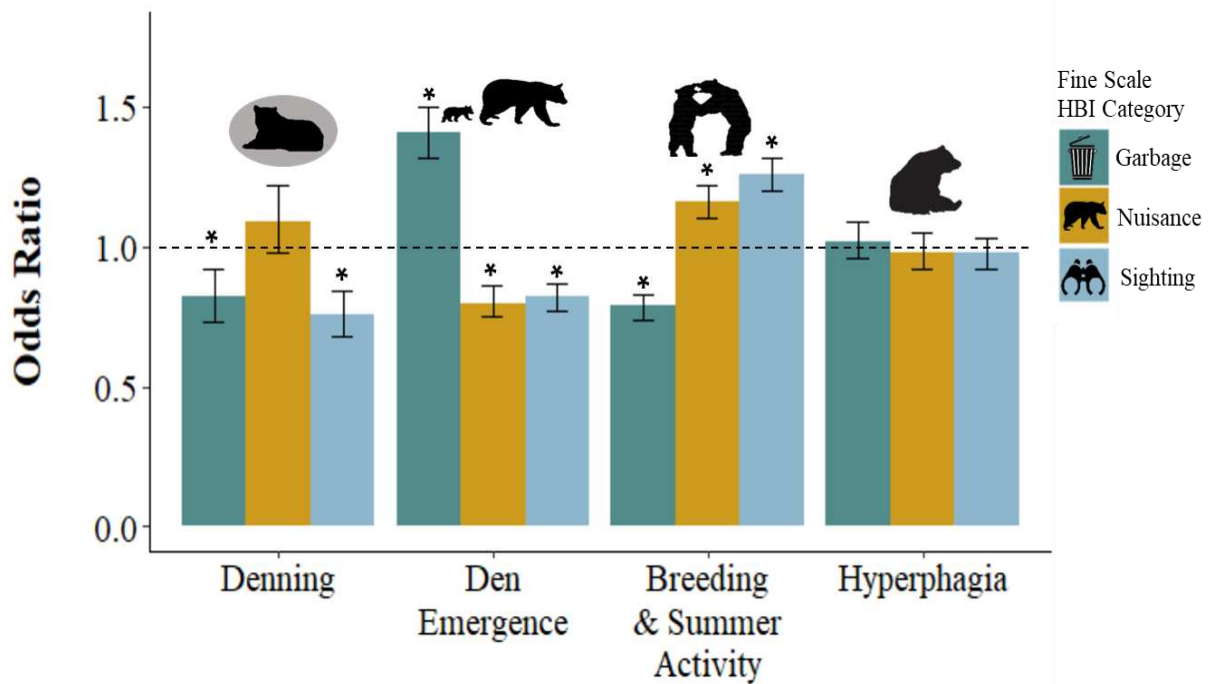 Odds Ratio
1.5
1.0
0.5
0.0
*
*
*
*
*
*
*
*
Denning
Den
Emergence
Breeding
& Summer
Activity
Hyperphagia
Fine Scale
HBI Category
Garbage
Nuisance
Sighting